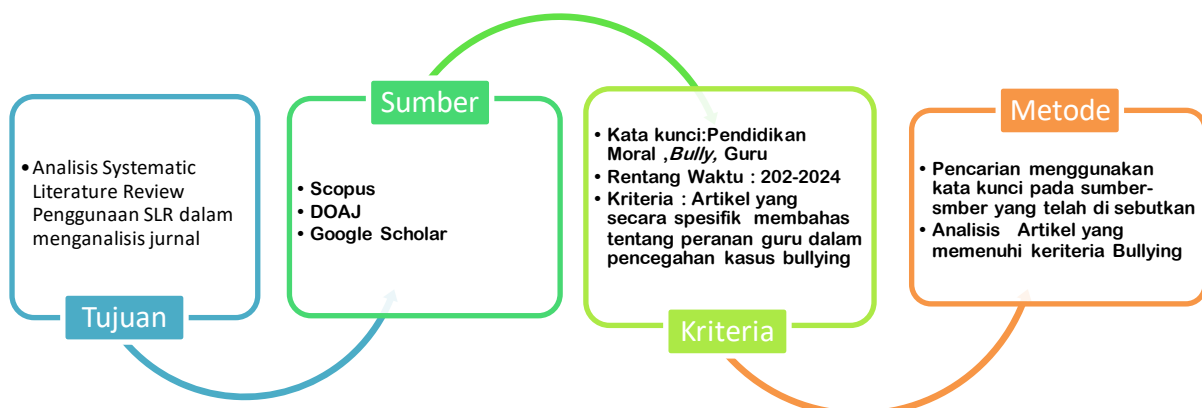 •Analisis Systematic
Literature Review
Penggunaan SLR dalam
menganalisis jurnal
Tujuan
Sumber
• Scopus
• DOAJ
• Google Scholar
• Kata kunci:Pendidikan
Moral ,Bully, Guru
• Rentang Waktu : 202-2024
• Kriteria : Artikel yang
secara spesifik membahas
tentang peranan guru dalam
pencegahan kasus bullying
Kriteria
Metode
• Pencarian menggunakan
kata kunci pada sumber-
smber yang telah di sebutkan
• Analisis Artikel yang
memenuhi keriteria Bullying